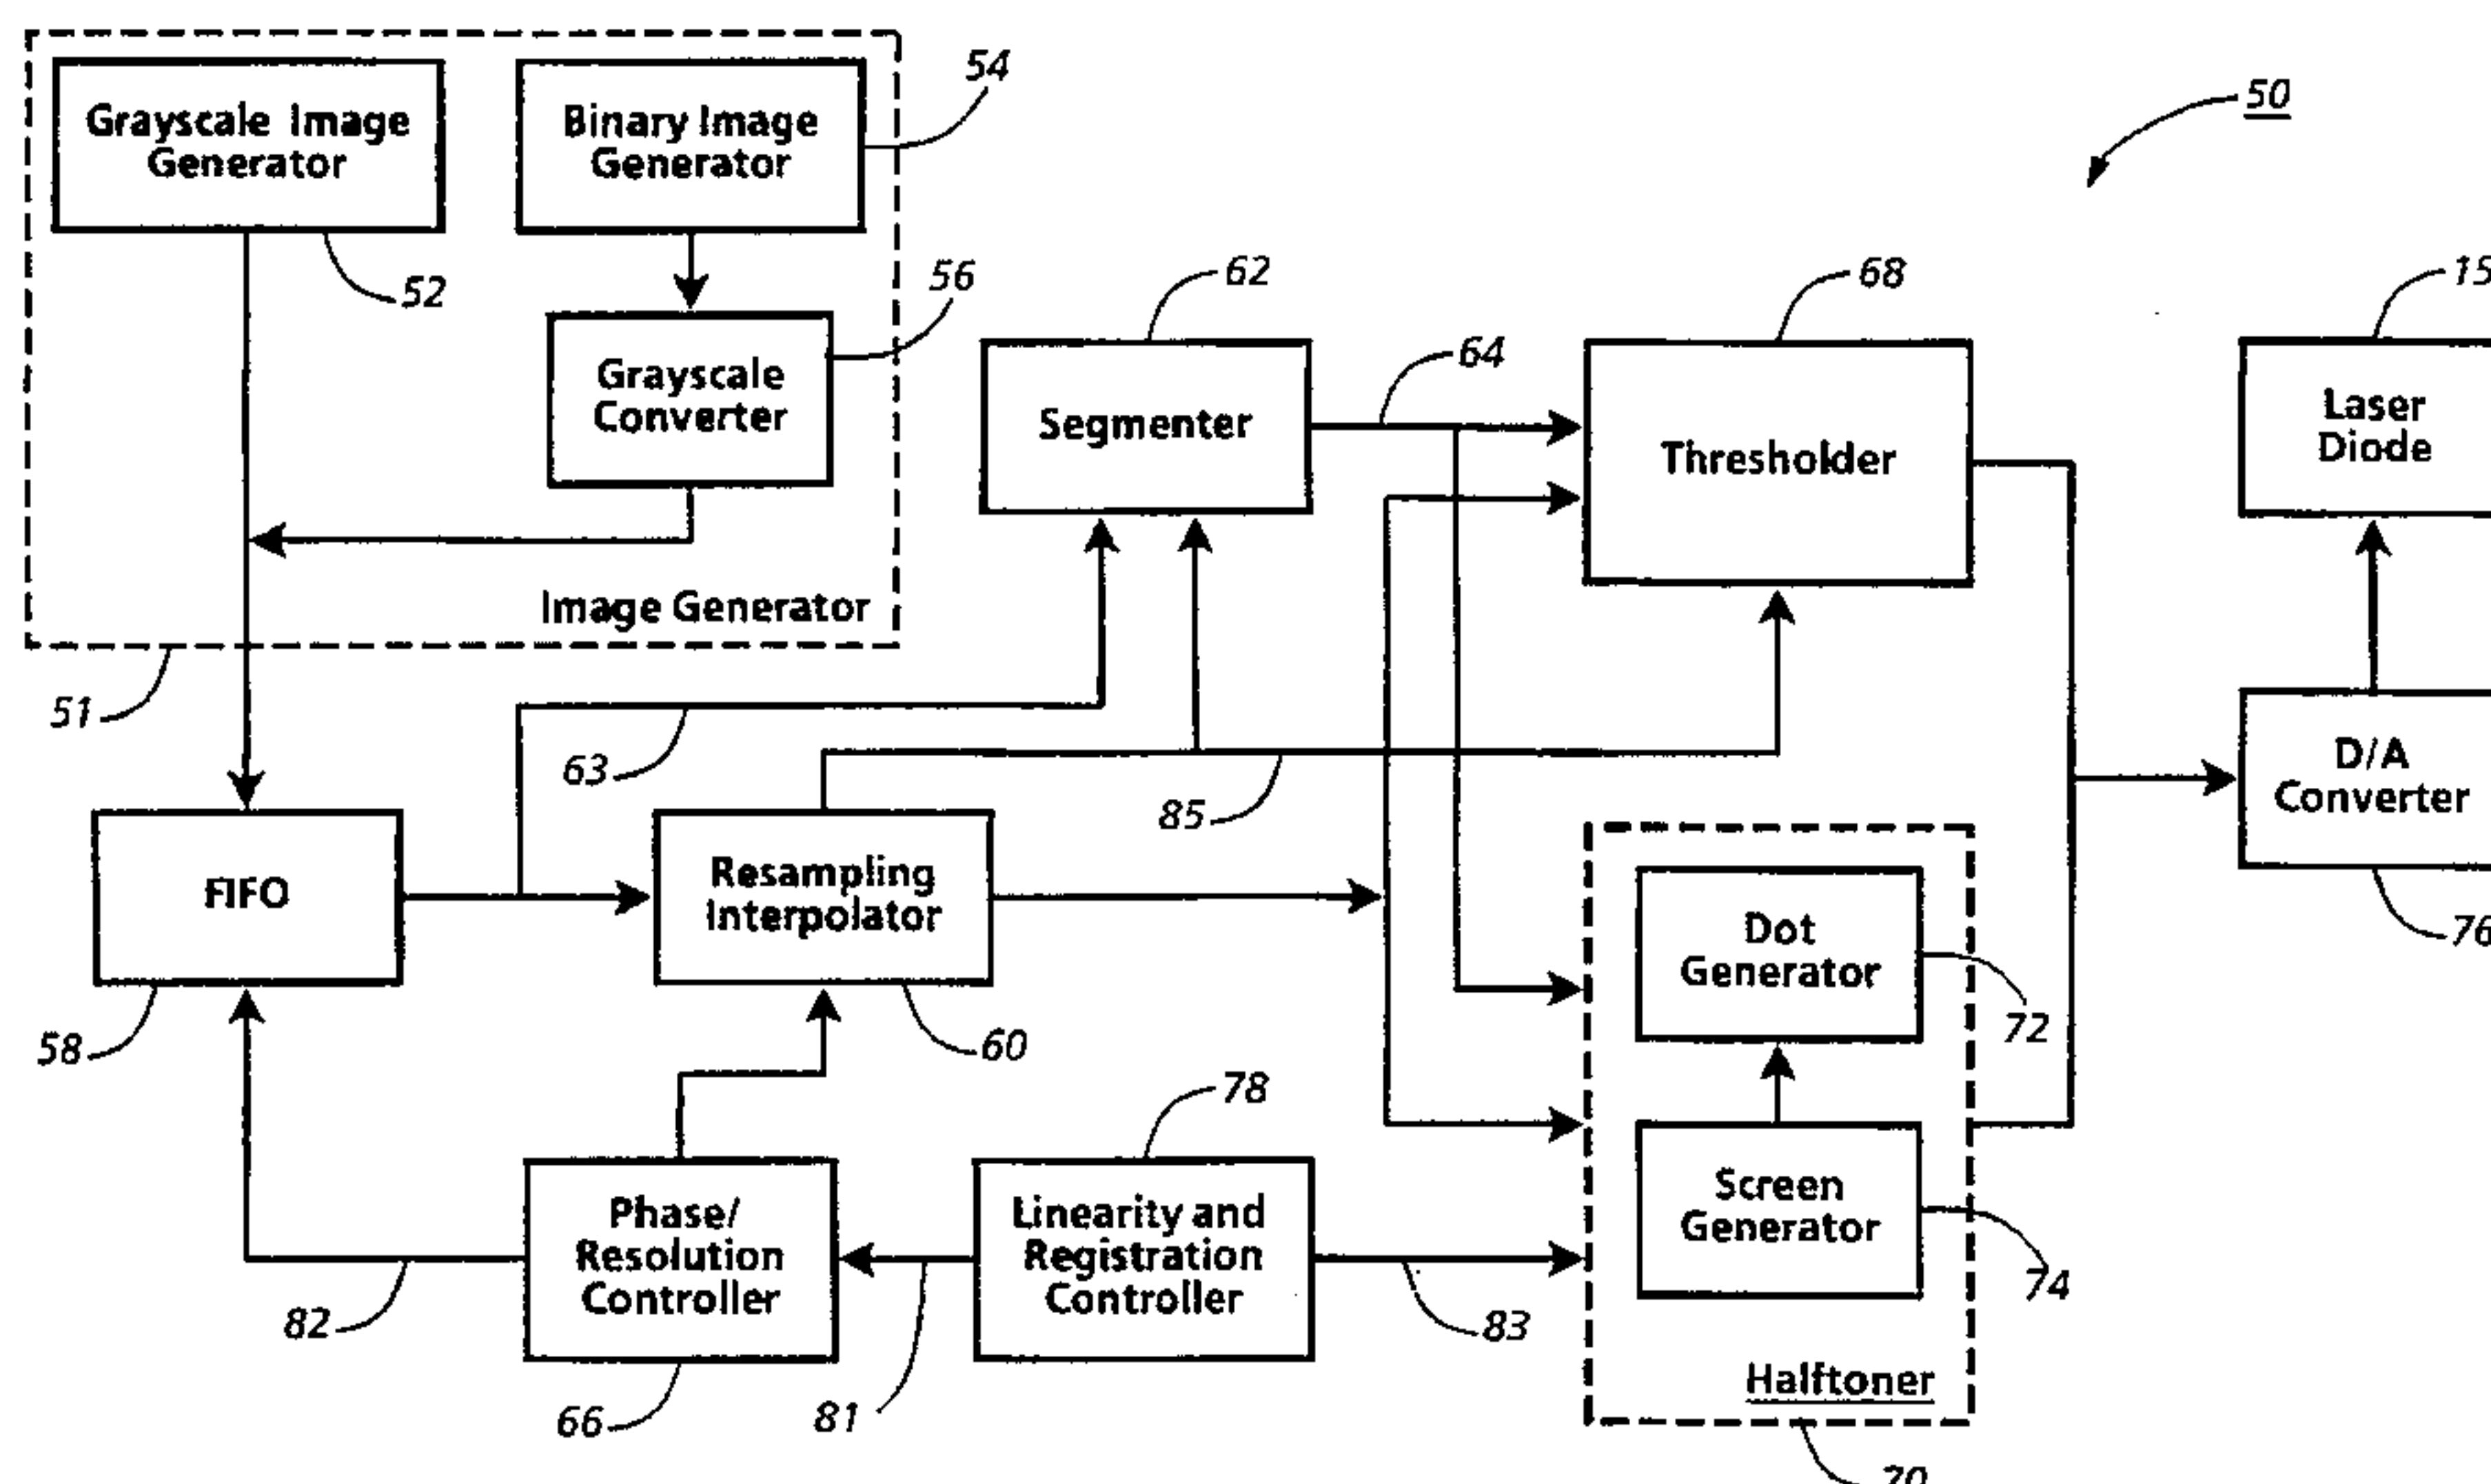 Grayscale Image
Generator
Binary Image
Generator
54
50
52
56
Grayscale
Converter
62
64
68
15
Segmenter
Thresholder
Laser
Diode
Image Generator
51
63
85
D/A
Converter
76
FIFO
Resampling
Interpolator
58
60
Dot
Generator
72
78
Phase/
Resolution
Controller
Linearity and
Registration
Controller
Screen
Generator
74
82
66
81
83
Halftoner
70